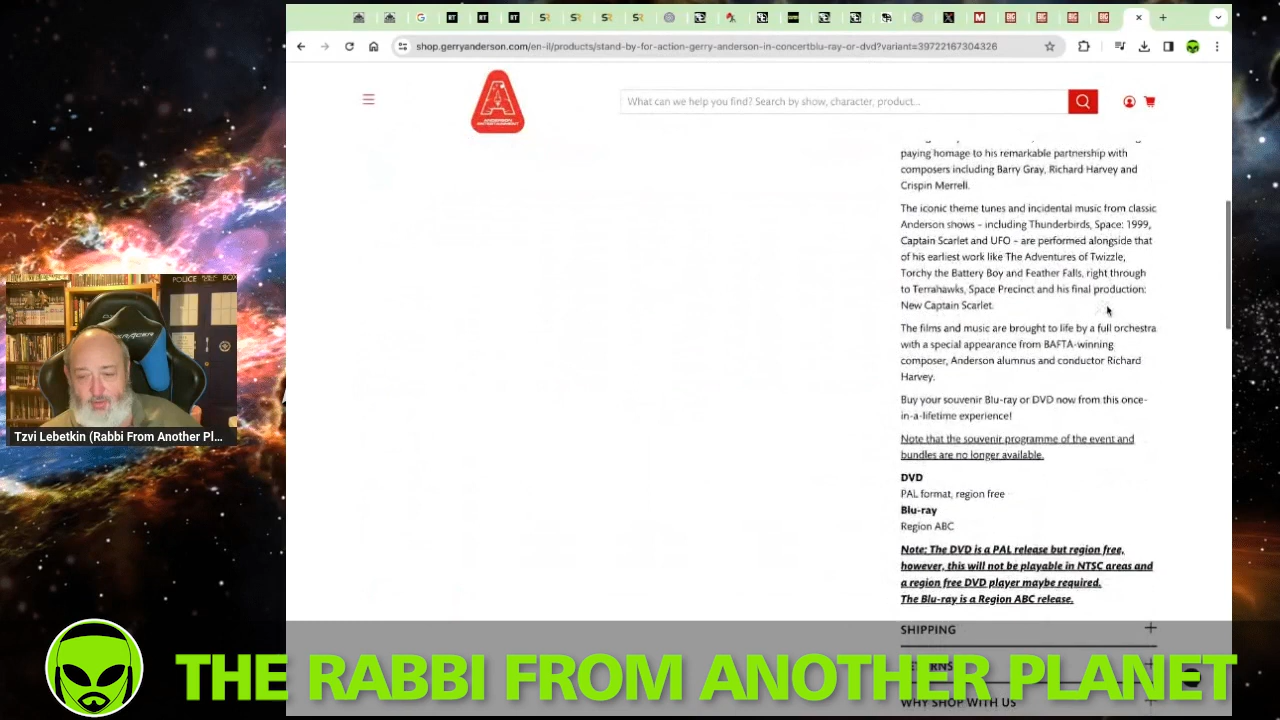 shop.gerryanderson.com/en-il/products/stand-by-for-action-gerry-anderson-in-concertblu-ray-or-dvd?variant=39722167304326
ANDERSON
ENTERTAINMENT
What can we help you find? Search by show, character, product...
paying homage to his remarkable partnership with
composers including Barry Gray, Richard Harvey and
Crispin Merrell.
The iconic theme tunes and incidental music from classic
Anderson shows – including Thunderbirds, Space: 1999,
Captain Scarlet and UFO – are performed alongside that
of his earliest work like The Adventures of Twizzle,
Torchy the Battery Boy and Feather Falls, right through
to Terrahawks, Space Precinct and his final production:
New Captain Scarlet.
The films and music are brought to life by a full orchestra
with a special appearance from BAFTA-winning
composer, Anderson alumnus and conductor Richard
Harvey.
Buy your souvenir Blu-ray or DVD now from this once-
in-a-lifetime experience!
Note that the souvenir programme of the event and
bundles are no longer available.
DVD
PAL format, region free
Blu-ray
Region ABC
Note: The DVD is a PAL release but region free,
however, this will not be playable in NTSC areas and
a region free DVD player maybe required.
The Blu-ray is a Region ABC release.
SHIPPING
WHY SHOP WITH US
POLICE BOX
Tzvi Lebetkin (Rabbi From Another Pl...
THE RABBI FROM ANOTHER PLANET